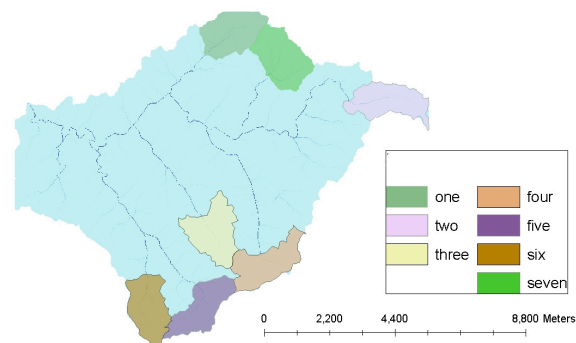 one
two
three
four
five
six
seven
0 2,200 4,400 8,800 Meters